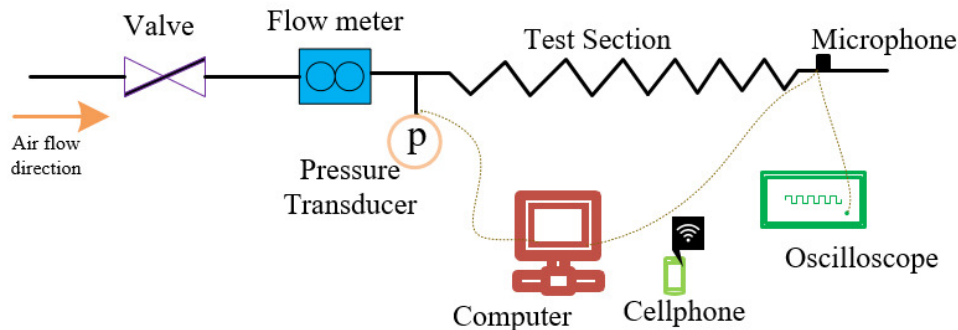 Valve
Flow meter
Test Section
Microphone
Air flow
direction
p
Pressure
Transducer
Computer
Cellphone
Oscilloscope